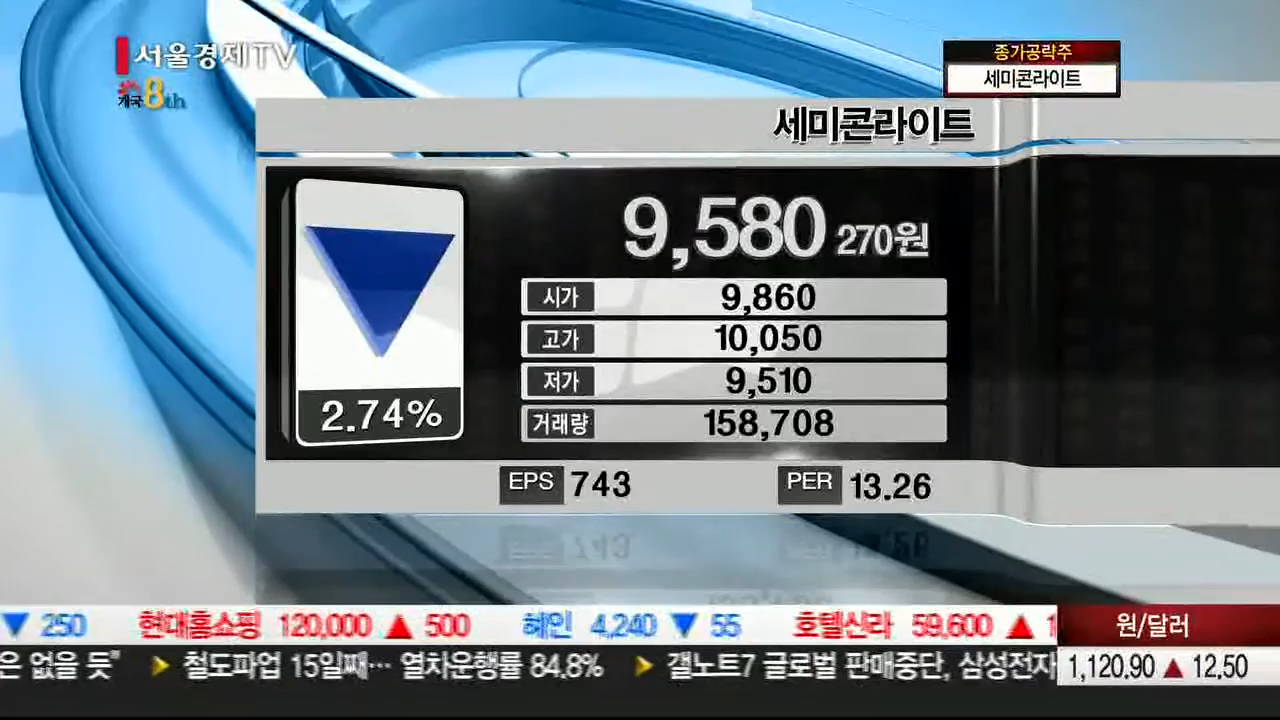 서울경제TV
개국 8th
종가공략주
세미콘라이트
세미콘라이트
9,580 270원
2.74%
시가 9,860
고가 10,050
저가 9,510
거래량 158,708
EPS 743
PER 13.26
▼ 250 현대홈쇼핑 120,000 ▲ 500 혜인 4,240 ▼ 55 호텔신라 59,600 ▲ 1
원/달러
은 없을 듯" 철도파업 15일째… 열차운행률 84.8% 갤노트7 글로벌 판매중단, 삼성전자
1,120.90 ▲ 12.50